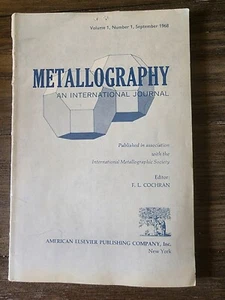 Volume 1, Number 1, September 1968
METALLOGRAPHY
AN INTERNATIONAL JOURNAL
Published in association
with the
International Metallographic Society
Editor:
F. L. COCHRAN
AMERICAN ELSEVIER PUBLISHING COMPANY, Inc.
New York